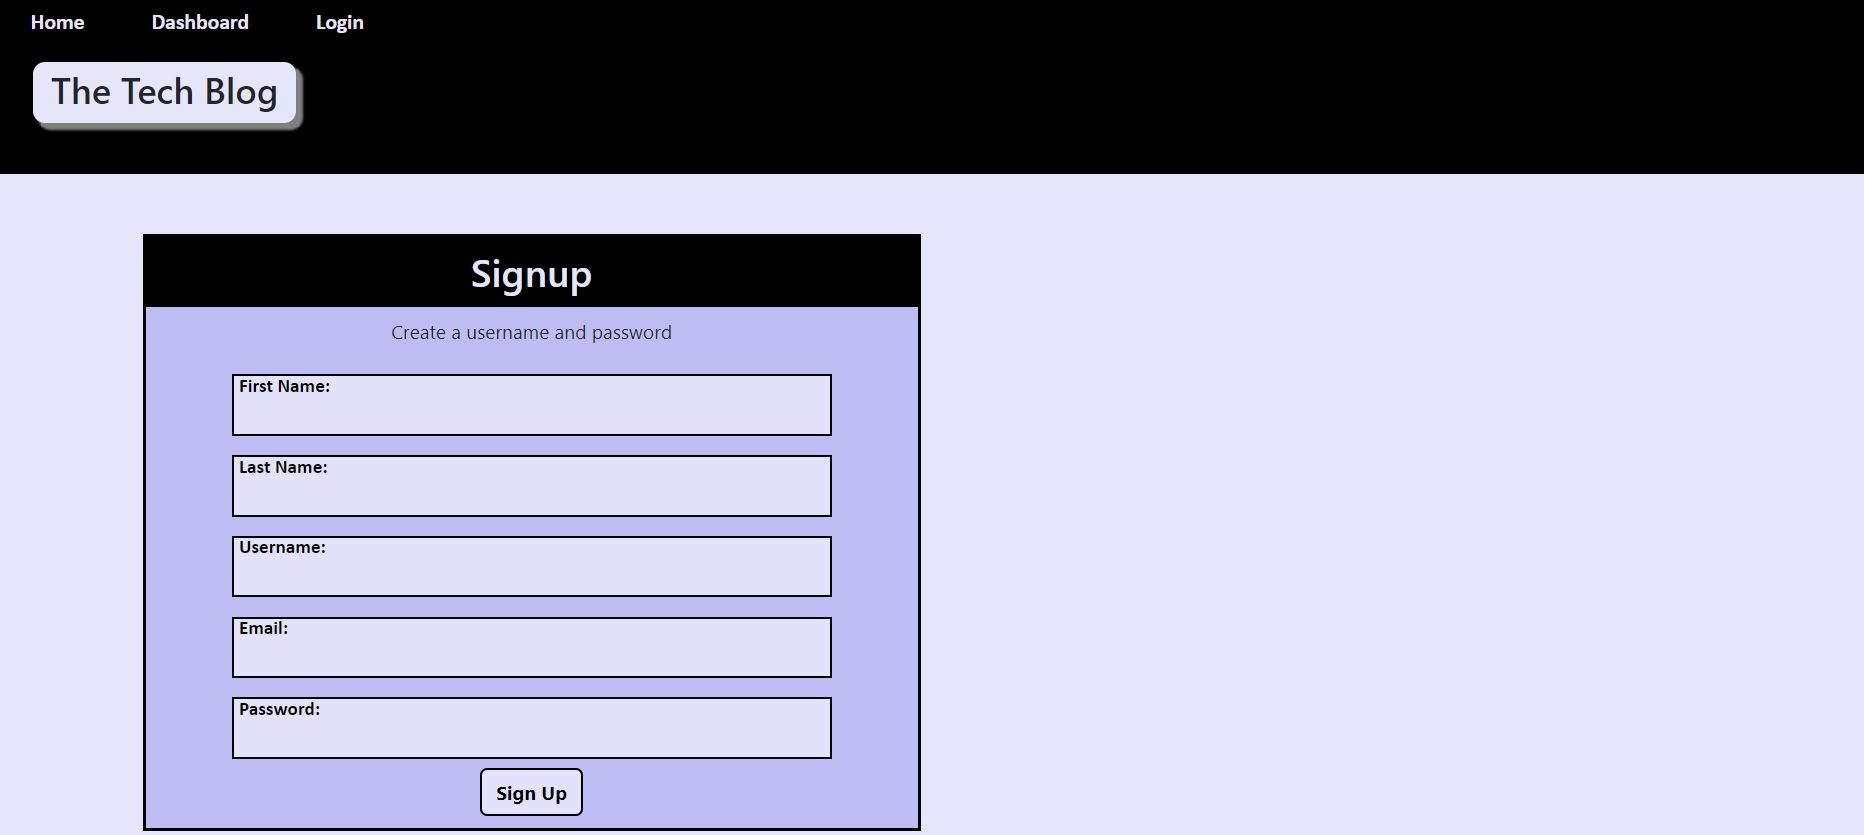 Home Dashboard Login
The Tech Blog
Signup
Create a username and password
First Name:
Last Name:
Username:
Email:
Password:
Sign Up